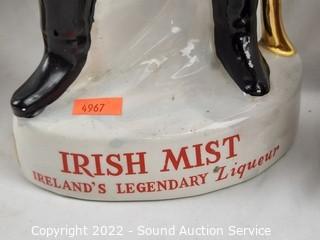 4967
IRISH MIST
IRELAND'S LEGENDARY Liqueur
Copyright © 2022 - Sound Auction Service